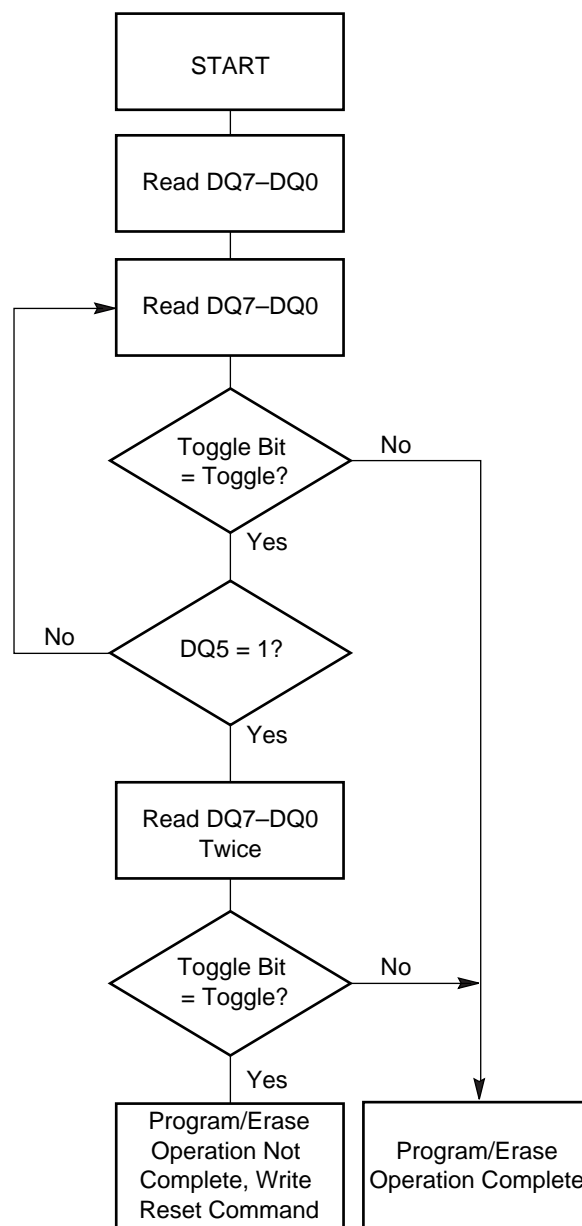 START
Read DQ7–DQ0
Read DQ7–DQ0
Toggle Bit
= Toggle?
No
Yes
No
DQ5 = 1?
Yes
Read DQ7–DQ0
Twice
Toggle Bit
= Toggle?
No
Yes
Program/Erase
Operation Not
Complete, Write
Reset Command
Program/Erase
Operation Complete